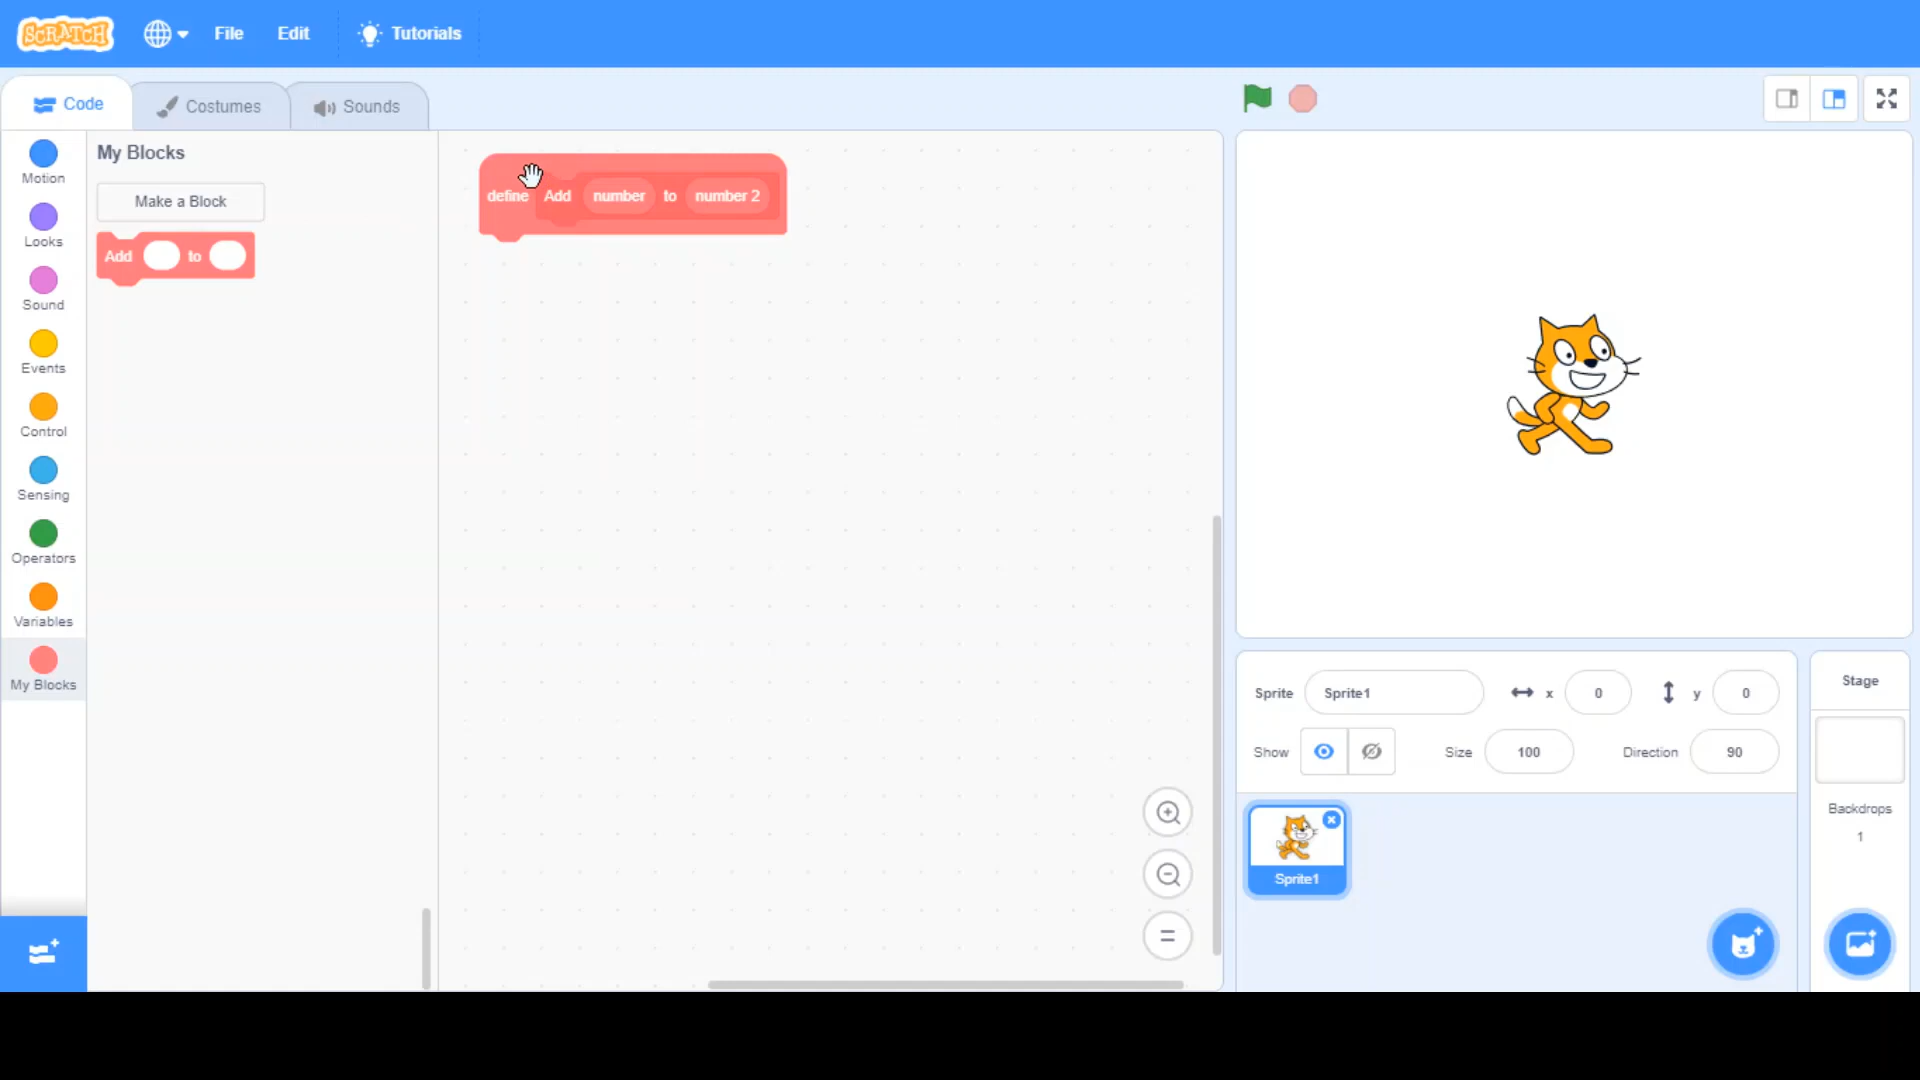 SCRATCH File Edit Tutorials
Code Costumes Sounds
Motion
Looks
Sound
Events
Control
Sensing
Operators
Variables
My Blocks
My Blocks
Make a Block
Add to
define Add number to number 2
Sprite Sprite1 x 0 y 0
Show Size 100 Direction 90
Sprite1
Stage
Backdrops
1